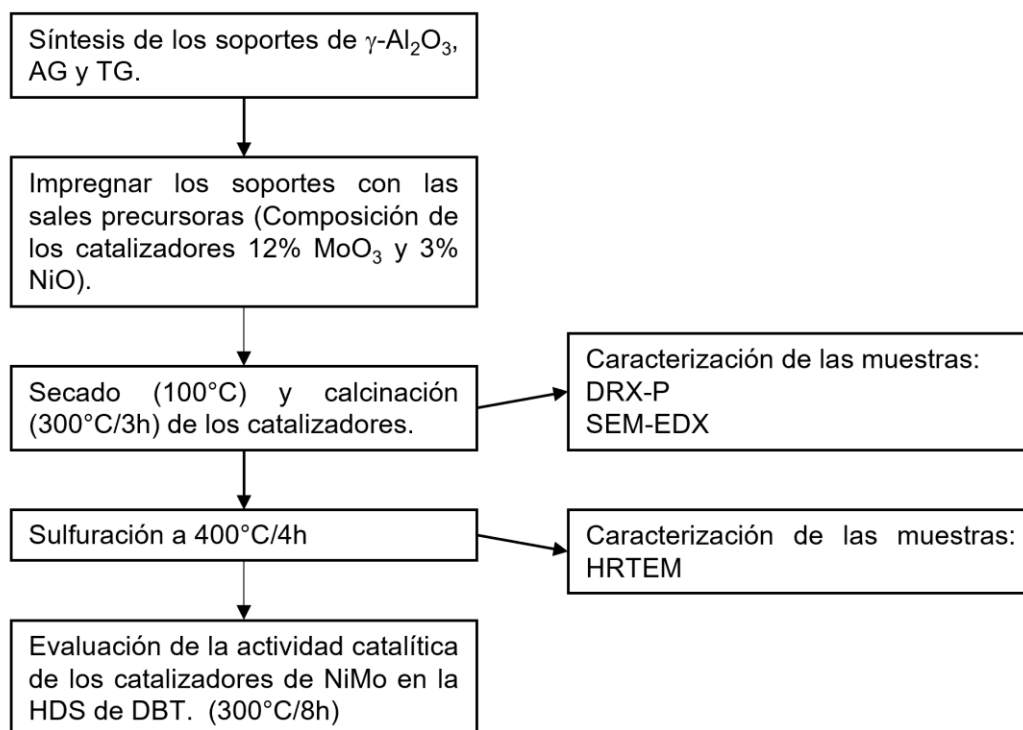 Síntesis de los soportes de γ-Al₂O₃,
AG y TG.
Impregnar los soportes con las
sales precursoras (Composición de
los catalizadores 12% MoO₃ y 3%
NiO).
Secado (100°C) y calcinación
(300°C/3h) de los catalizadores.
Caracterización de las muestras:
DRX-P
SEM-EDX
Sulfuración a 400°C/4h
Caracterización de las muestras:
HRTEM
Evaluación de la actividad catalítica
de los catalizadores de NiMo en la
HDS de DBT. (300°C/8h)